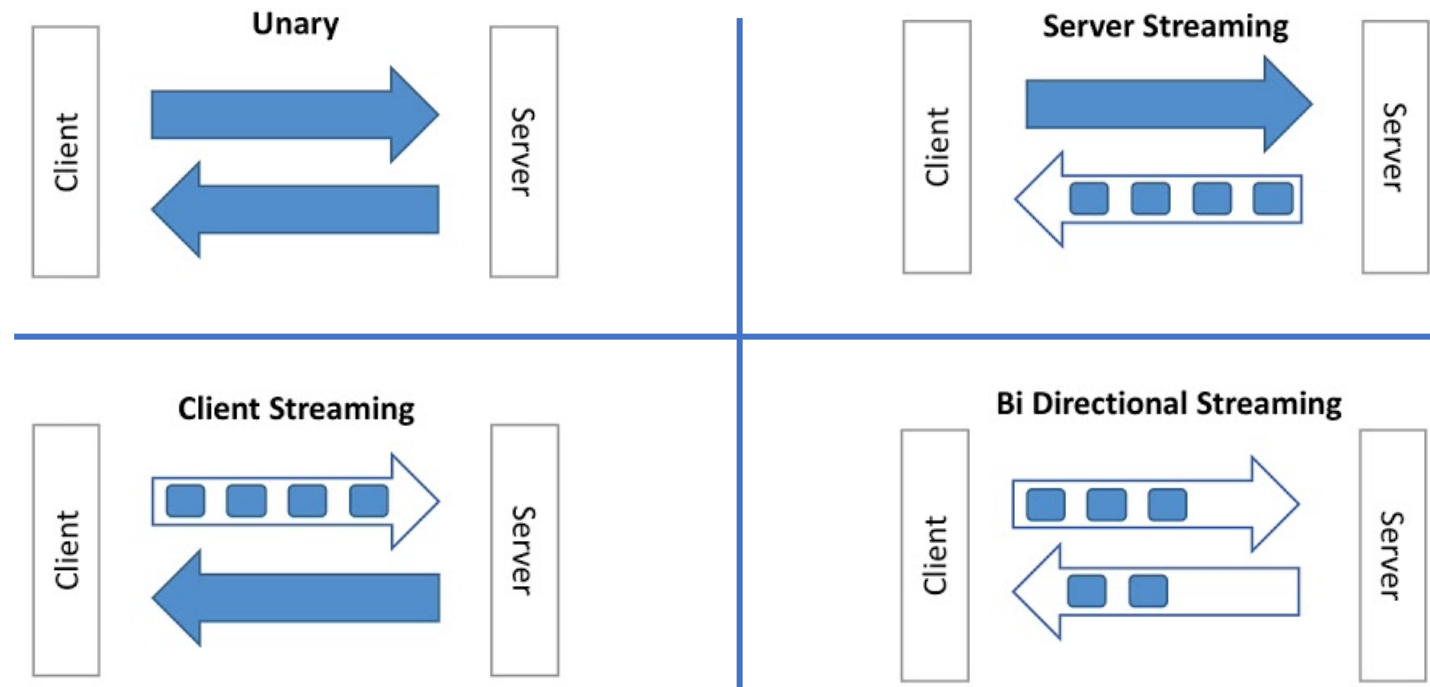 Unary
Client
Server
Server Streaming
Client
Server
Client Streaming
Client
Server
Bi Directional Streaming
Client
Server